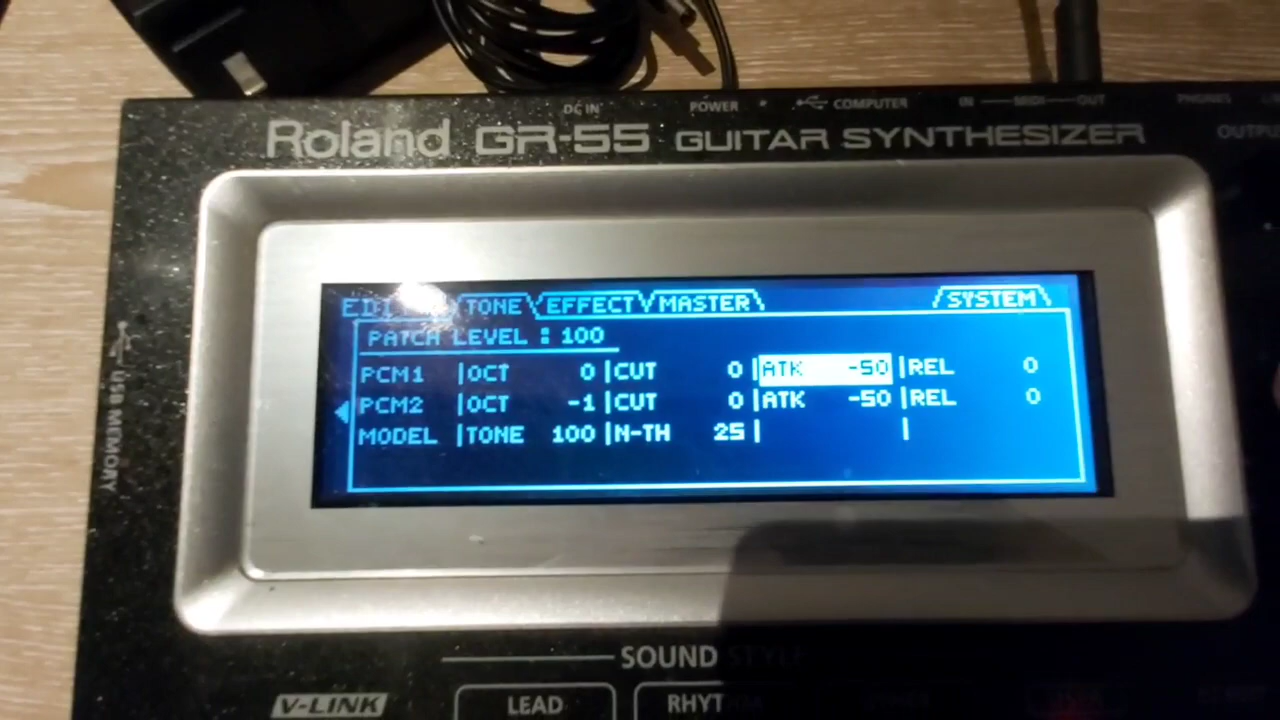 DC IN POWER COMPUTER IN MIDI OUT PHONES
Roland GR-55 GUITAR SYNTHESIZER
TONE EFFECT MASTER SYSTEM
PATCH LEVEL : 100
PCM1 |OCT 0 |CUT 0 |ATK -50 |REL 0
PCM2 |OCT -1 |CUT 0 |ATK -50 |REL 0
MODEL |TONE 100 |N-TH 25 | |
USB MEMORY
SOUND STYLE
V-LINK LEAD RHYT